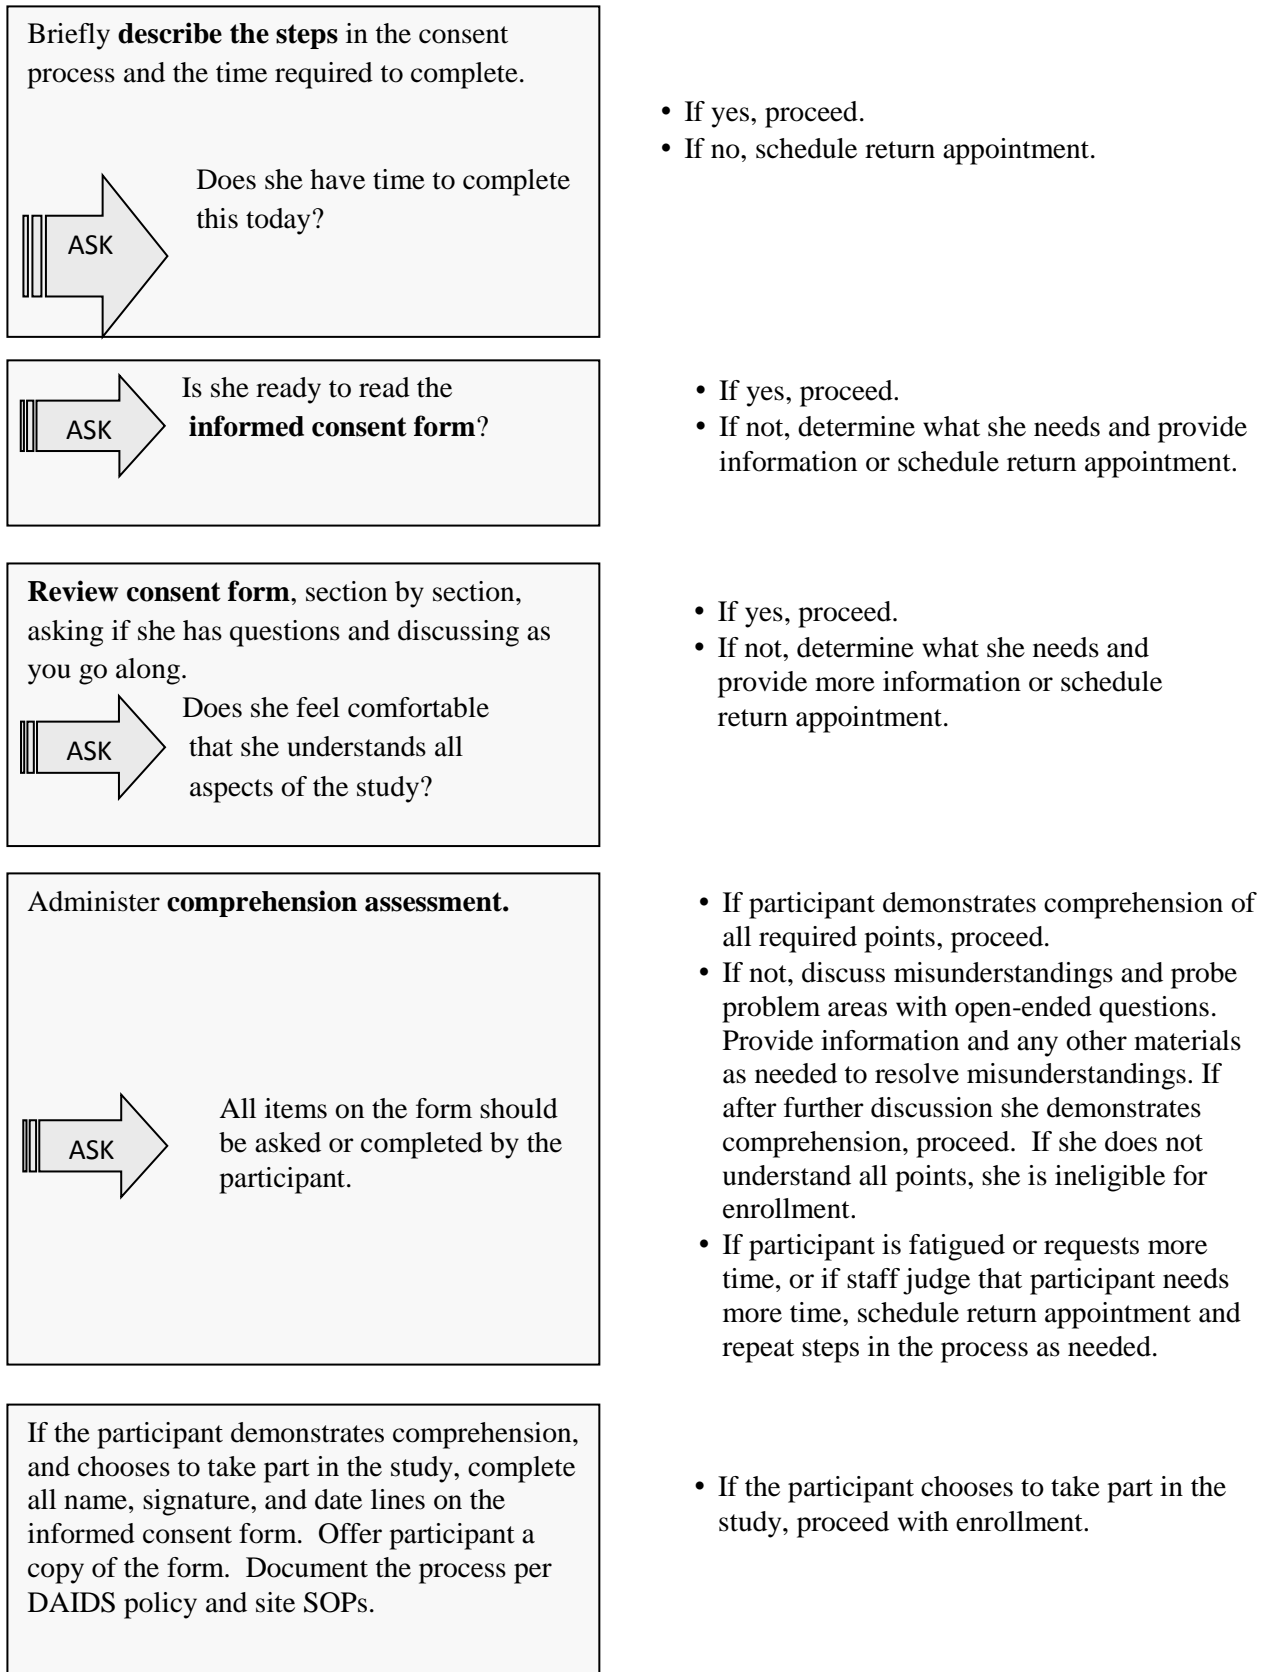 Briefly describe the steps in the consent
process and the time required to complete.
ASK
Does she have time to complete
this today?
• If yes, proceed.
• If no, schedule return appointment.
ASK
Is she ready to read the
informed consent form?
• If yes, proceed.
• If not, determine what she needs and provide
information or schedule return appointment.
Review consent form, section by section,
asking if she has questions and discussing as
you go along.
ASK
Does she feel comfortable
that she understands all
aspects of the study?
• If yes, proceed.
• If not, determine what she needs and
provide more information or schedule
return appointment.
Administer comprehension assessment.
ASK
All items on the form should
be asked or completed by the
participant.
• If participant demonstrates comprehension of
all required points, proceed.
• If not, discuss misunderstandings and probe
problem areas with open-ended questions.
Provide information and any other materials
as needed to resolve misunderstandings. If
after further discussion she demonstrates
comprehension, proceed.  If she does not
understand all points, she is ineligible for
enrollment.
• If participant is fatigued or requests more
time, or if staff judge that participant needs
more time, schedule return appointment and
repeat steps in the process as needed.
If the participant demonstrates comprehension,
and chooses to take part in the study, complete
all name, signature, and date lines on the
informed consent form.  Offer participant a
copy of the form.  Document the process per
DAIDS policy and site SOPs.
• If the participant chooses to take part in the
study, proceed with enrollment.